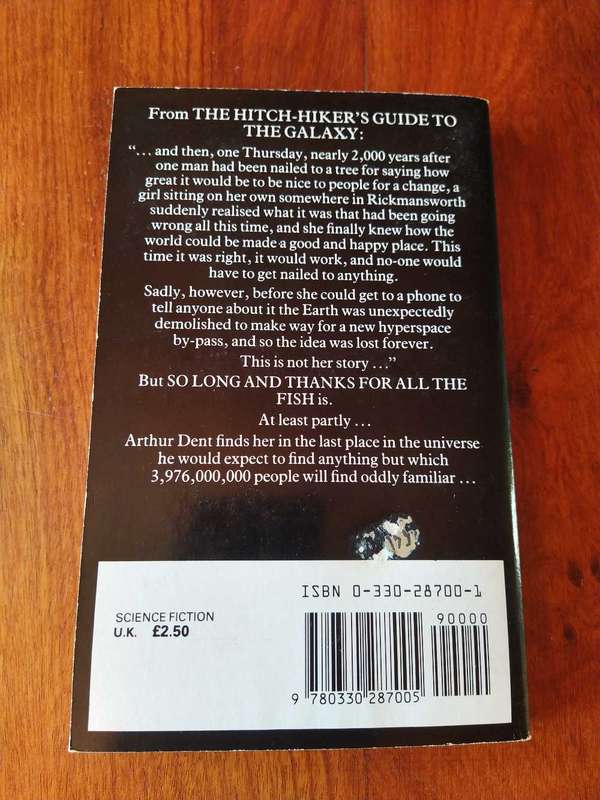 From THE HITCH-HIKER'S GUIDE TO
THE GALAXY:
“... and then, one Thursday, nearly 2,000 years after
one man had been nailed to a tree for saying how
great it would be to be nice to people for a change, a
girl sitting on her own somewhere in Rickmansworth
suddenly realised what it was that had been going
wrong all this time, and she finally knew how the
world could be made a good and happy place. This
time it was right, it would work, and no-one would
have to get nailed to anything.
Sadly, however, before she could get to a phone to
tell anyone about it the Earth was unexpectedly
demolished to make way for a new hyperspace
by-pass, and so the idea was lost forever.
This is not her story ...”
But SO LONG AND THANKS FOR ALL THE
FISH is.
At least partly ...
Arthur Dent finds her in the last place in the universe
he would expect to find anything but which
3,976,000,000 people will find oddly familiar ...
ISBN 0-330-28700-1
90000
SCIENCE FICTION
U.K. £2.50
9 780330 287005